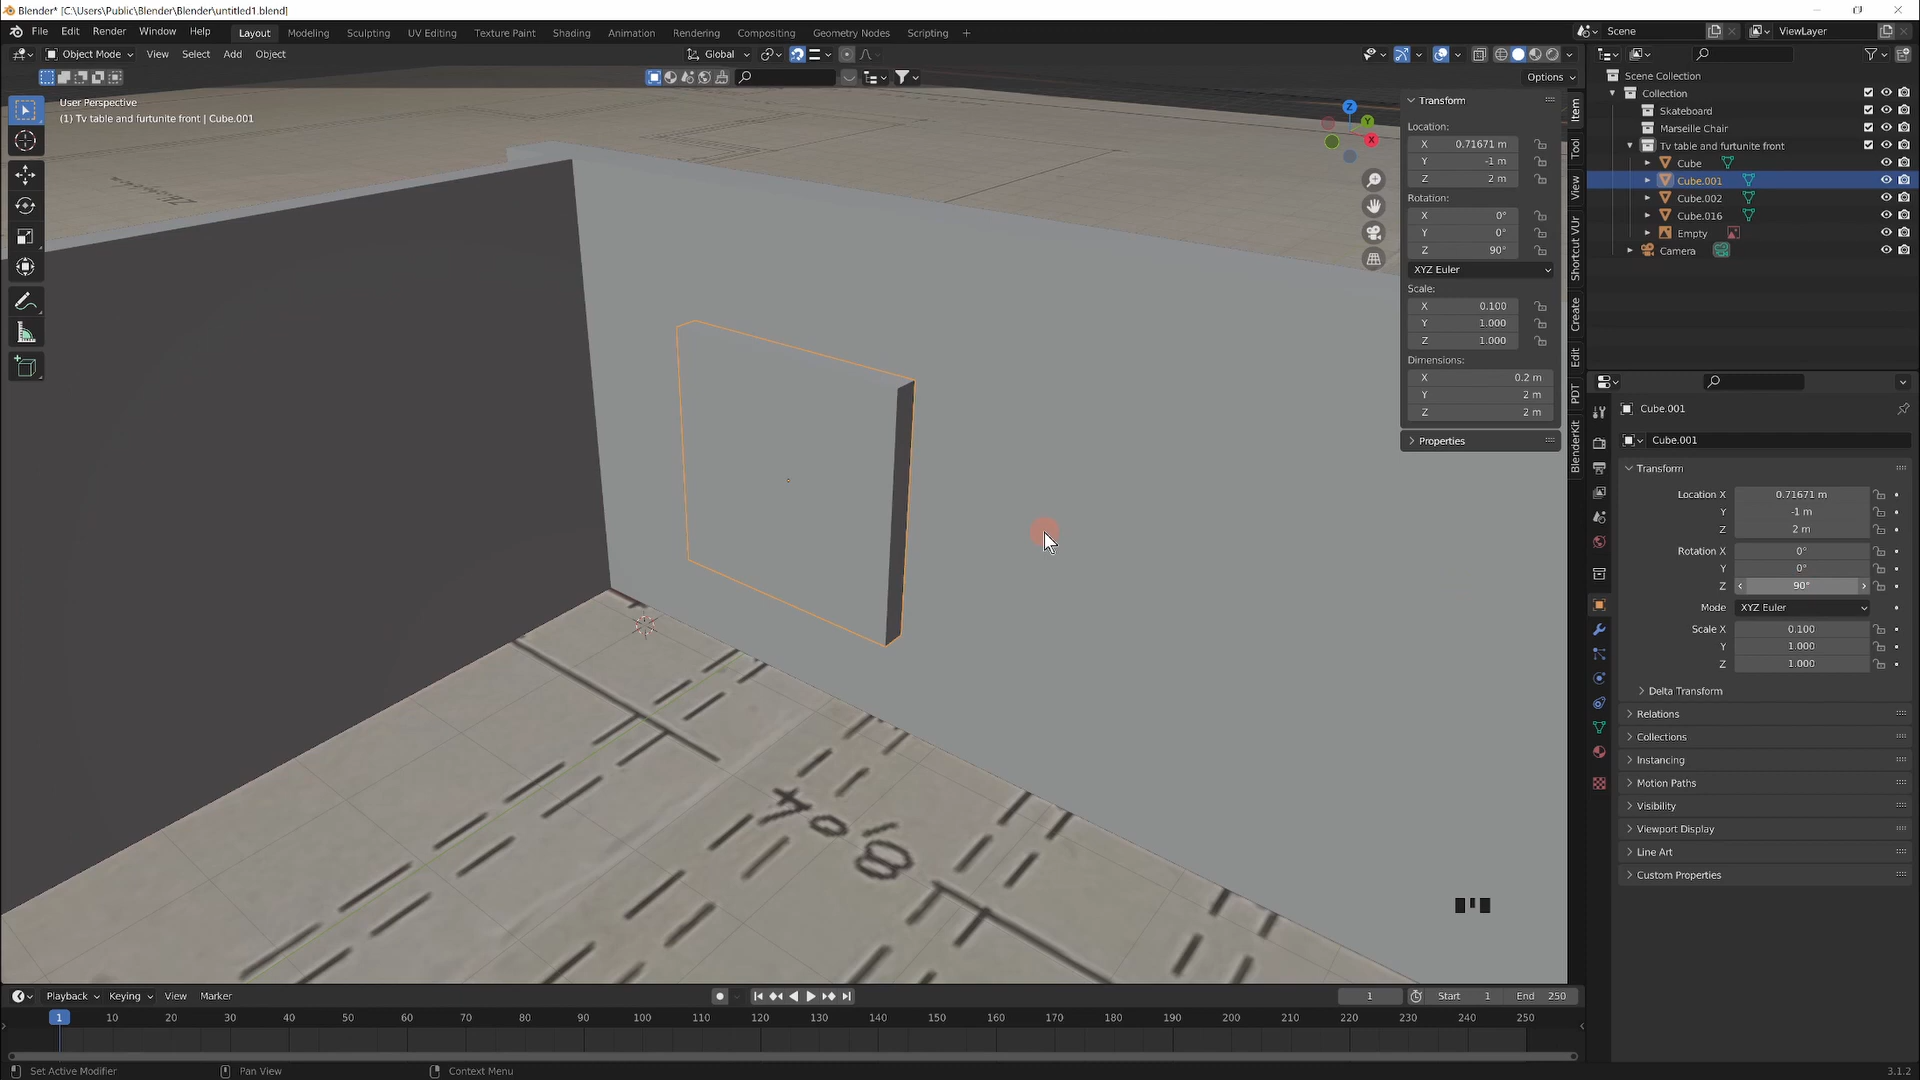 Blender* [C:\Users\Public\Blender\Blender\untitled1.blend]
File Edit Render Window Help Layout Modeling Sculpting UV Editing Texture Paint Shading Animation Rendering Compositing Geometry Nodes Scripting + Scene ViewLayer
Object Mode View Select Add Object Global
Options
User Perspective
(1) Tv table and furtunite front | Cube.001
Z
Y
X
Transform
Location:
X 0.71671 m
Y -1 m
Z 2 m
Rotation:
X 0°
Y 0°
Z 90°
XYZ Euler
Scale:
X 0.100
Y 1.000
Z 1.000
Dimensions:
X 0.2 m
Y 2 m
Z 2 m
Properties
Item
Tool
View
Shortcut VUr
Create
Edit
PDT
BlenderKit
Scene Collection
Collection
Skateboard
Marseille Chair
Tv table and furtunite front
Cube
Cube.001
Cube.002
Cube.016
Empty
Camera
Cube.001
Cube.001
Transform
Location X 0.71671 m
Y -1 m
Z 2 m
Rotation X 0°
Y 0°
Z 90°
Mode XYZ Euler
Scale X 0.100
Y 1.000
Z 1.000
Delta Transform
Relations
Collections
Instancing
Motion Paths
Visibility
Viewport Display
Line Art
Custom Properties
Playback Keying View Marker 1 Start 1 End 250
1 10 20 30 40 50 60 70 80 90 100 110 120 130 140 150 160 170 180 190 200 210 220 230 240 250
Set Active Modifier Pan View Context Menu 3.1.2